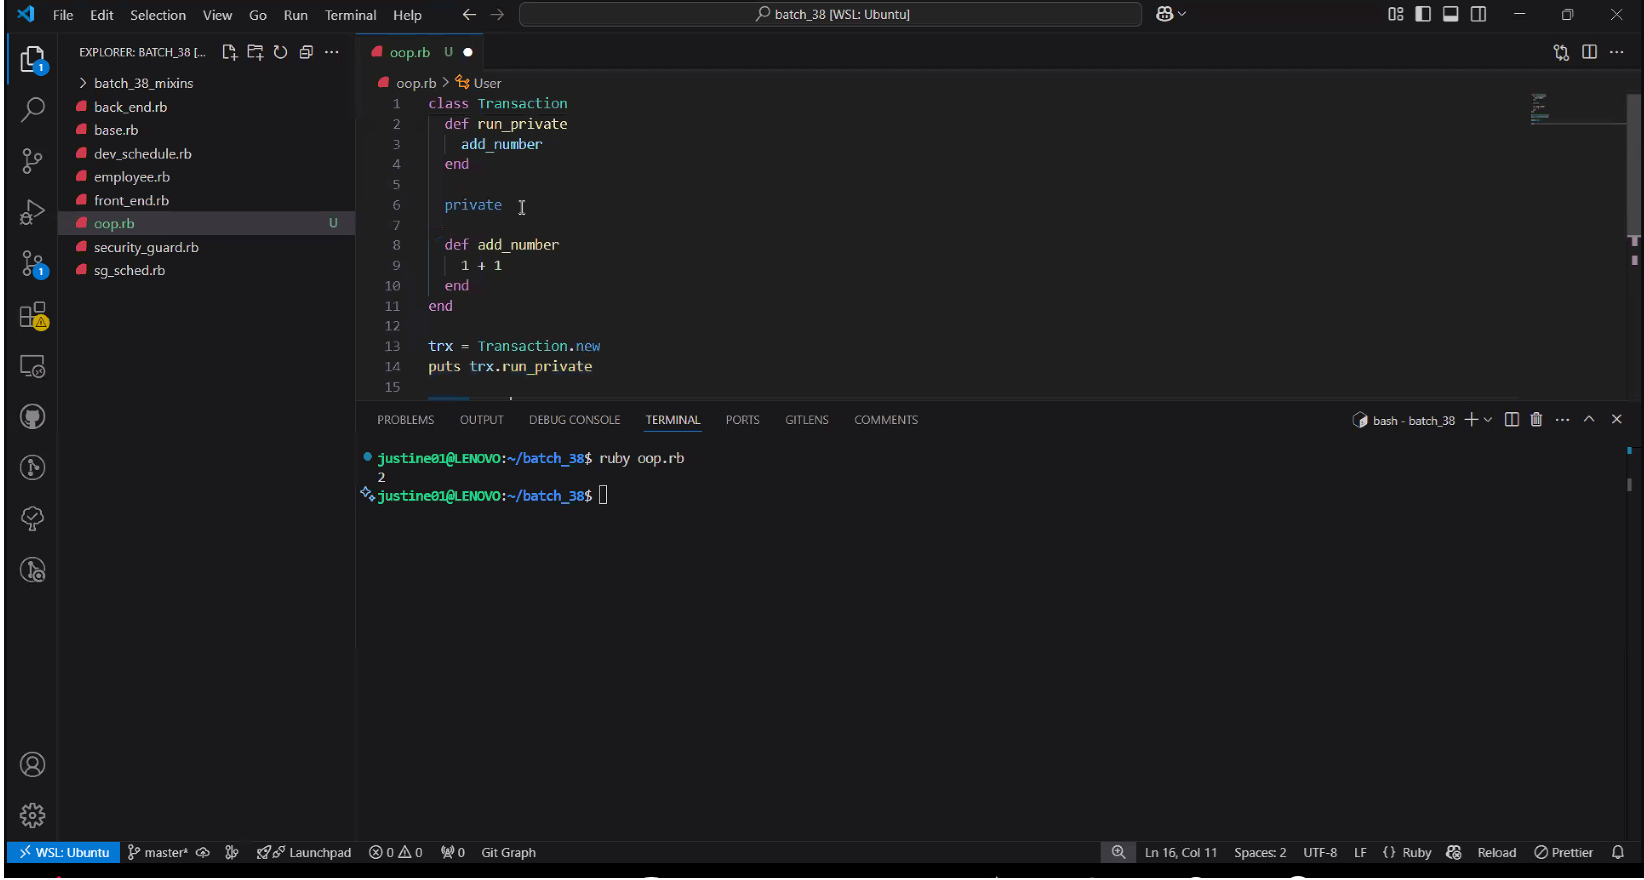 File Edit Selection View Go Run Terminal Help
batch_38 [WSL: Ubuntu]
EXPLORER: BATCH_38 [...
batch_38_mixins
back_end.rb
base.rb
dev_schedule.rb
employee.rb
front_end.rb
oop.rb U
security_guard.rb
sg_sched.rb
1
1
oop.rb U
oop.rb > User
1 class Transaction
2 def run_private
3 add_number
4 end
5
6 private
7
8 def add_number
9 1 + 1
10 end
11 end
12
13 trx = Transaction.new
14 puts trx.run_private
15
PROBLEMS OUTPUT DEBUG CONSOLE TERMINAL PORTS GITLENS COMMENTS
bash - batch_38
justine01@LENOVO:~/batch_38$ ruby oop.rb
2
justine01@LENOVO:~/batch_38$
WSL: Ubuntu master* Launchpad 0 0 0 Git Graph
Ln 16, Col 11 Spaces: 2 UTF-8 LF {} Ruby Reload Prettier